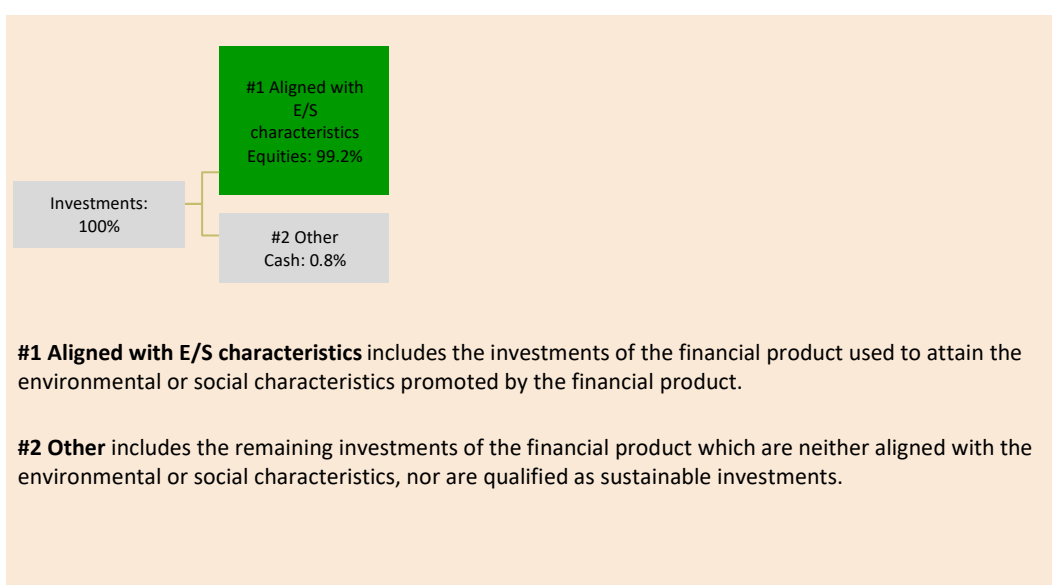 #1 Aligned with
E/S
characteristics
Equities: 99.2%
Investments:
100%
#2 Other
Cash: 0.8%
#1 Aligned with E/S characteristics includes the investments of the financial product used to attain the
environmental or social characteristics promoted by the financial product.
#2 Other includes the remaining investments of the financial product which are neither aligned with the
environmental or social characteristics, nor are qualified as sustainable investments.